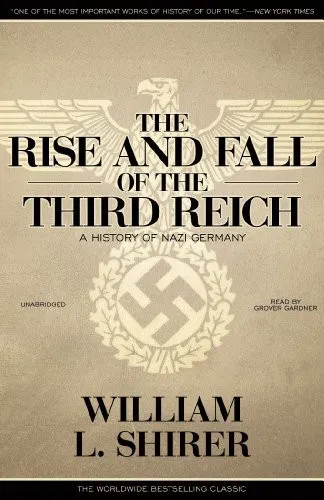 "ONE OF THE MOST IMPORTANT WORKS OF HISTORY OF OUR TIME."—NEW YORK TIMES
THE
RISE AND FALL
OF THE
THIRD REICH
A HISTORY OF NAZI GERMANY
UNABRIDGED
READ BY
GROVER GARDNER
WILLIAM
L. SHIRER
THE WORLDWIDE BESTSELLING CLASSIC